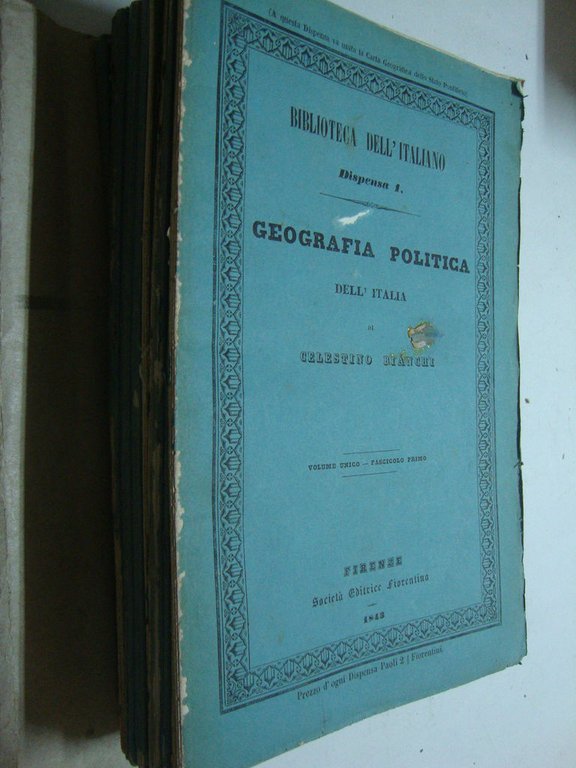 (A questa Dispensa va unita la Carta Geografica dello Stato Pontificio)
BIBLIOTECA DELL'ITALIANO
Dispensa 1.
GEOGRAFIA POLITICA
DELL' ITALIA
DI
CELESTINO BIANCHI
VOLUME UNICO — FASCICOLO PRIMO
FIRENZE
Società Editrice Fiorentina
1843
Prezzo d'ogni Dispensa Paoli 2 | Fiorentini.